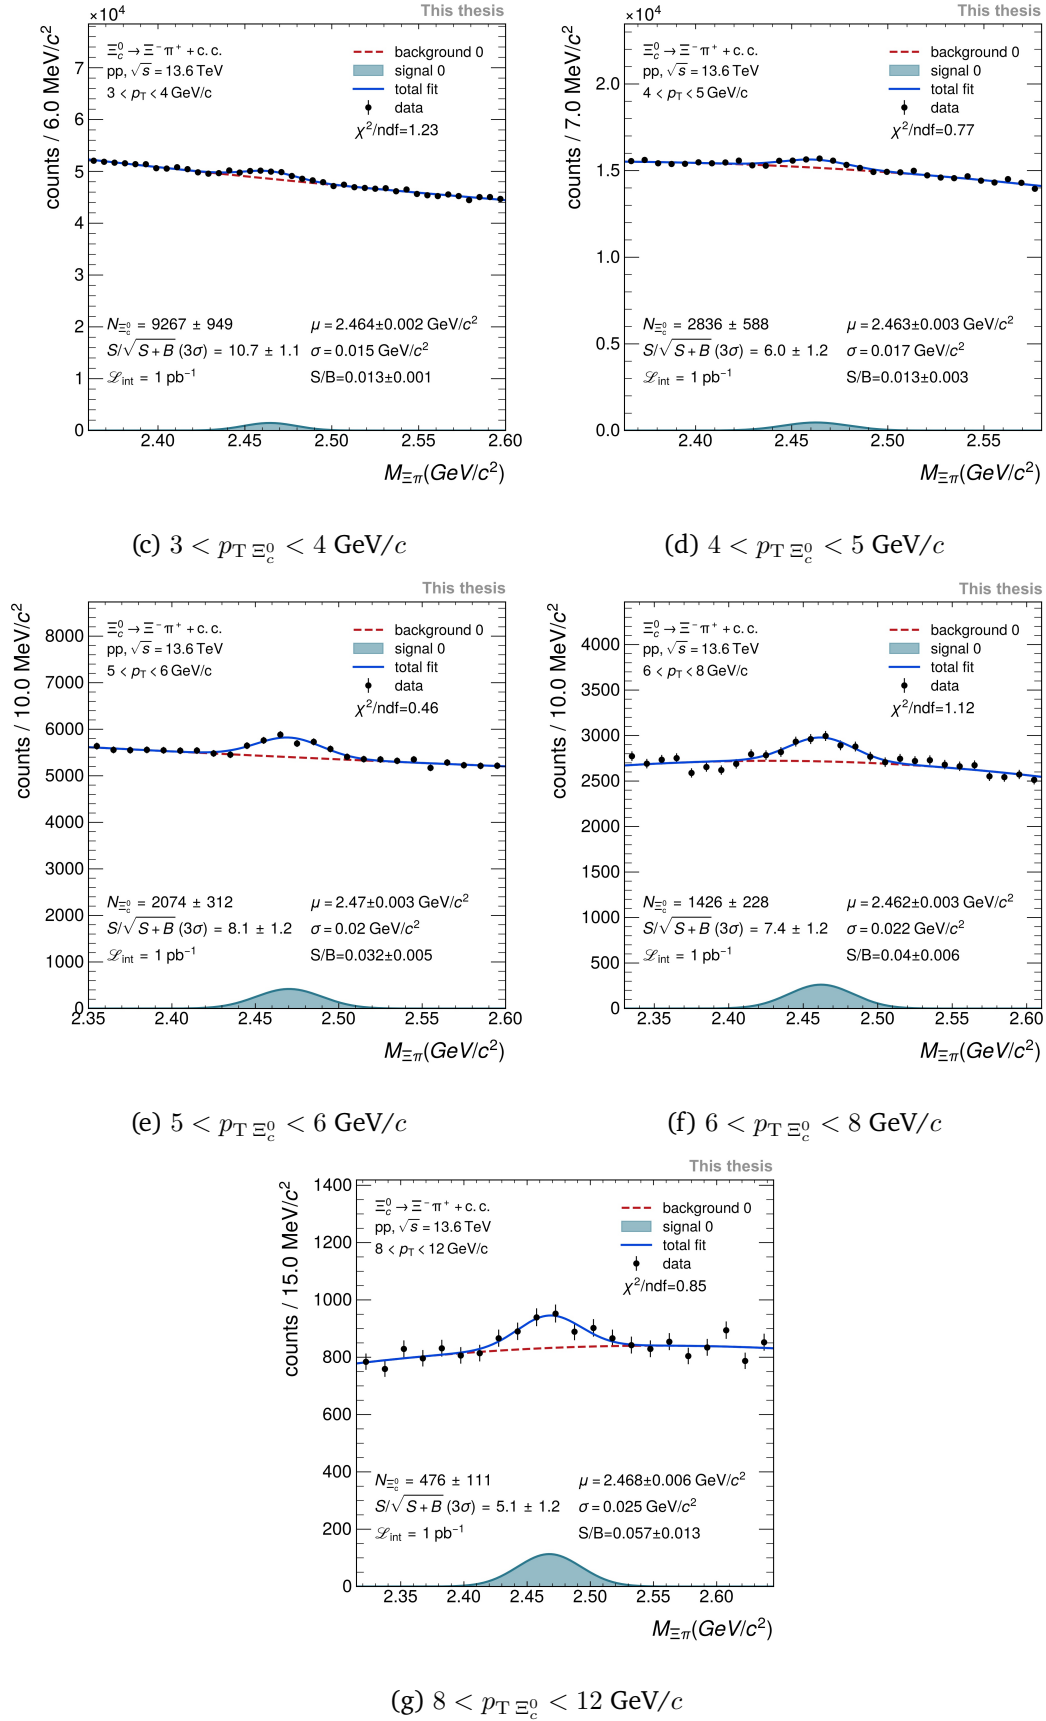 This thesis
×10⁴
Ξc⁰ → Ξ⁻π⁺ + c. c.
pp, √s = 13.6 TeV
3 < pT < 4 GeV/c
background 0
signal 0
total fit
data
χ²/ndf=1.23
counts / 6.0 MeV/c²
7
6
5
4
3
2
1
0
NΞc⁰ = 9267 ± 949
S/√S+B (3σ) = 10.7 ± 1.1
ℒint = 1 pb⁻¹
μ = 2.464±0.002 GeV/c²
σ = 0.015 GeV/c²
S/B=0.013±0.001
2.40 2.45 2.50 2.55 2.60
MΞπ(GeV/c²)
(c) 3 < pT Ξc⁰ < 4 GeV/c
This thesis
×10⁴
Ξc⁰ → Ξ⁻π⁺ + c. c.
pp, √s = 13.6 TeV
4 < pT < 5 GeV/c
background 0
signal 0
total fit
data
χ²/ndf=0.77
counts / 7.0 MeV/c²
2.0
1.5
1.0
0.5
0.0
NΞc⁰ = 2836 ± 588
S/√S+B (3σ) = 6.0 ± 1.2
ℒint = 1 pb⁻¹
μ = 2.463±0.003 GeV/c²
σ = 0.017 GeV/c²
S/B=0.013±0.003
2.40 2.45 2.50 2.55
MΞπ(GeV/c²)
(d) 4 < pT Ξc⁰ < 5 GeV/c
This thesis
Ξc⁰ → Ξ⁻π⁺ + c. c.
pp, √s = 13.6 TeV
5 < pT < 6 GeV/c
background 0
signal 0
total fit
data
χ²/ndf=0.46
counts / 10.0 MeV/c²
8000
7000
6000
5000
4000
3000
2000
1000
0
NΞc⁰ = 2074 ± 312
S/√S+B (3σ) = 8.1 ± 1.2
ℒint = 1 pb⁻¹
μ = 2.47±0.003 GeV/c²
σ = 0.02 GeV/c²
S/B=0.032±0.005
2.35 2.40 2.45 2.50 2.55 2.60
MΞπ(GeV/c²)
(e) 5 < pT Ξc⁰ < 6 GeV/c
This thesis
Ξc⁰ → Ξ⁻π⁺ + c. c.
pp, √s = 13.6 TeV
6 < pT < 8 GeV/c
background 0
signal 0
total fit
data
χ²/ndf=1.12
counts / 10.0 MeV/c²
4000
3500
3000
2500
2000
1500
1000
500
0
NΞc⁰ = 1426 ± 228
S/√S+B (3σ) = 7.4 ± 1.2
ℒint = 1 pb⁻¹
μ = 2.462±0.003 GeV/c²
σ = 0.022 GeV/c²
S/B=0.04±0.006
2.35 2.40 2.45 2.50 2.55 2.60
MΞπ(GeV/c²)
(f) 6 < pT Ξc⁰ < 8 GeV/c
This thesis
Ξc⁰ → Ξ⁻π⁺ + c. c.
pp, √s = 13.6 TeV
8 < pT < 12 GeV/c
background 0
signal 0
total fit
data
χ²/ndf=0.85
counts / 15.0 MeV/c²
1400
1200
1000
800
600
400
200
0
NΞc⁰ = 476 ± 111
S/√S+B (3σ) = 5.1 ± 1.2
ℒint = 1 pb⁻¹
μ = 2.468±0.006 GeV/c²
σ = 0.025 GeV/c²
S/B=0.057±0.013
2.35 2.40 2.45 2.50 2.55 2.60
MΞπ(GeV/c²)
(g) 8 < pT Ξc⁰ < 12 GeV/c